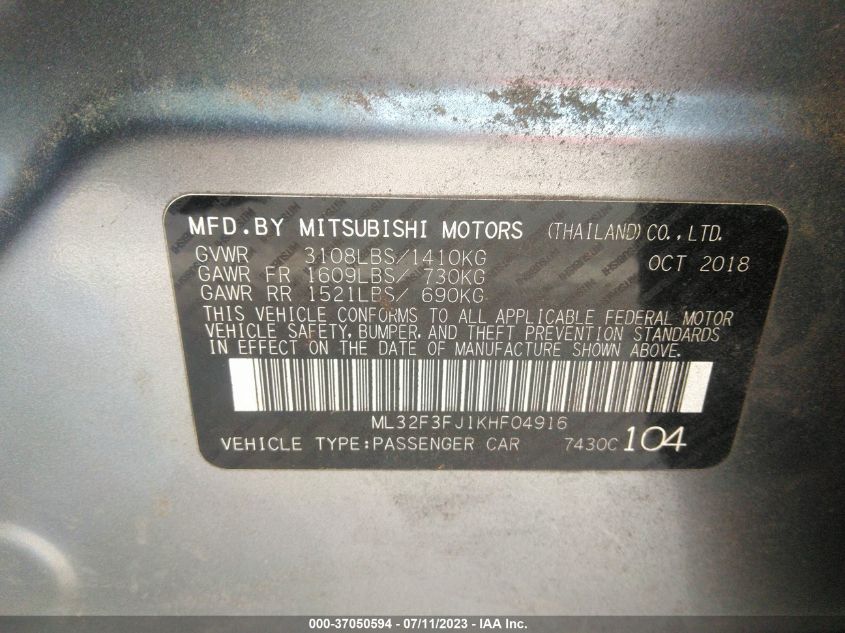 MFD.BY MITSUBISHI MOTORS (THAILAND) CO.,LTD.
GVWR 3108LBS/1410KG OCT 2018
GAWR FR 1609LBS/ 730KG
GAWR RR 1521LBS/ 690KG
THIS VEHICLE CONFORMS TO ALL APPLICABLE FEDERAL MOTOR
VEHICLE SAFETY, BUMPER, AND THEFT PREVENTION STANDARDS
IN EFFECT ON THE DATE OF MANUFACTURE SHOWN ABOVE.
ML32F3FJ1KHF04916
VEHICLE TYPE:PASSENGER CAR 7430C 104
000-37050594 - 07/11/2023 - IAA Inc.